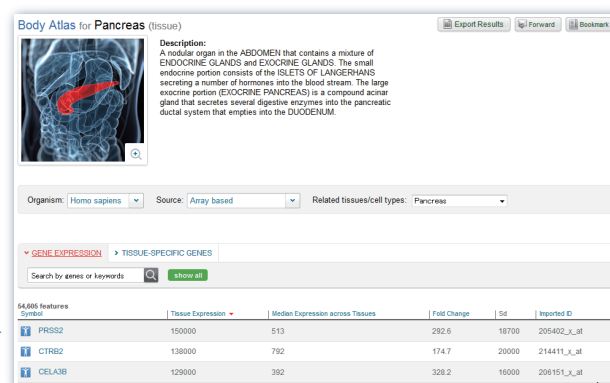 Body Atlas for Pancreas (tissue)
Export Results
Forward
Bookmark
Description:
A nodular organ in the ABDOMEN that contains a mixture of
ENDOCRINE GLANDS and EXOCRINE GLANDS. The small
endocrine portion consists of the ISLETS OF LANGERHANS
secreting a number of hormones into the blood stream. The large
exocrine portion (EXOCRINE PANCREAS) is a compound acinar
gland that secretes several digestive enzymes into the pancreatic
ductal system that empties into the DUODENUM.
Organism: Homo sapiens Source: Array based Related tissues/cell types: Pancreas
GENE EXPRESSION TISSUE-SPECIFIC GENES
Search by genes or keywords show all
54,605 features
Symbol Tissue Expression Median Expression across Tissues Fold Change Sd Imported ID
PRSS2 150000 513 292.6 18700 205402_x_at
CTRB2 138000 792 174.7 20000 214411_x_at
CELA3B 129000 392 328.2 16000 206151_x_at